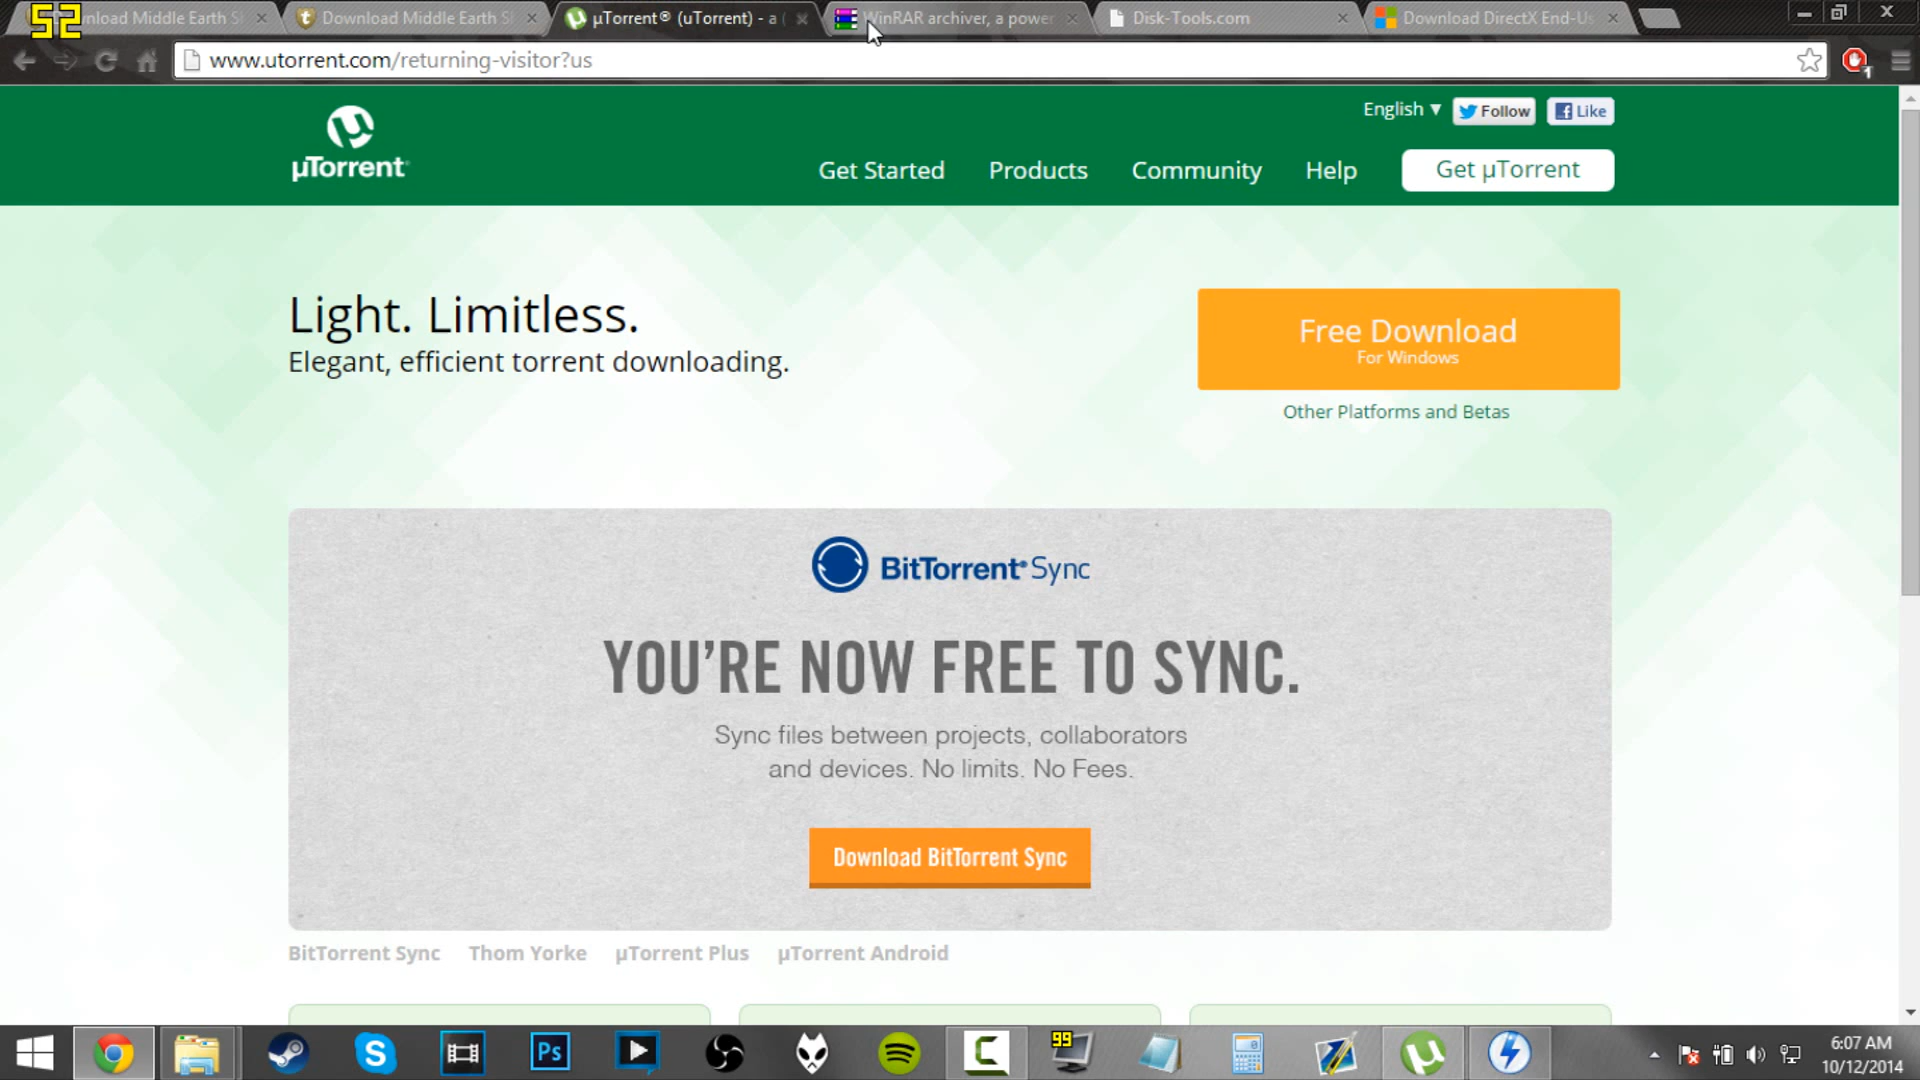 52
nload Middle Earth S
Download Middle Earth S
µTorrent® (uTorrent) - a (
WinRAR archiver, a power
Disk-Tools.com
Download DirectX End-Us
www.utorrent.com/returning-visitor?us
1
English ▼
Follow
Like
µTorrent
Get Started
Products
Community
Help
Get µTorrent
Light. Limitless.
Elegant, efficient torrent downloading.
Free Download
For Windows
Other Platforms and Betas
BitTorrent® Sync
YOU'RE NOW FREE TO SYNC.
Sync files between projects, collaborators
and devices. No limits. No Fees.
Download BitTorrent Sync
BitTorrent Sync
Thom Yorke
µTorrent Plus
µTorrent Android
Ps
99
6:07 AM
10/12/2014